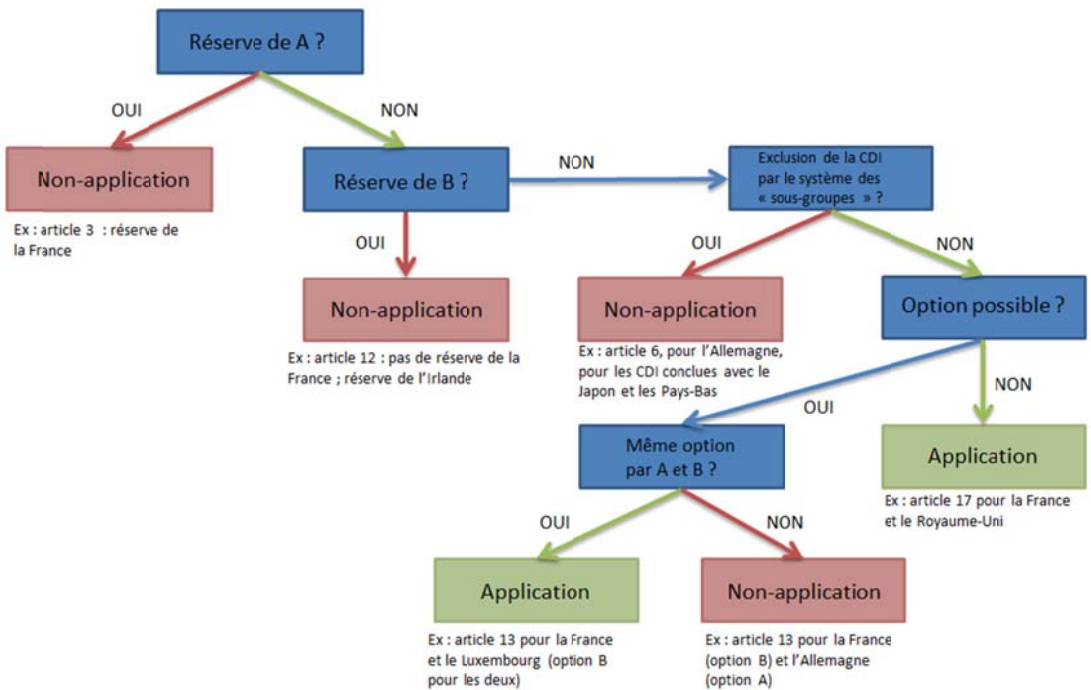 Réserve de A ?
OUI
NON
Non-application
Ex : article 3 : réserve de
la France
Réserve de B ?
NON
Exclusion de la CDI
par le système des
« sous-groupes » ?
OUI
Non-application
Ex : article 12 : pas de réserve de la
France ; réserve de l'Irlande
OUI
NON
Non-application
Ex : article 6, pour l'Allemagne,
pour les CDI conclues avec le
Japon et les Pays-Bas
Option possible ?
OUI
NON
Même option
par A et B ?
Application
Ex : article 17 pour la France
et le Royaume-Uni
OUI
NON
Application
Ex : article 13 pour la France
et le Luxembourg (option B
pour les deux)
Non-application
Ex : article 13 pour la France
(option B) et l'Allemagne
(option A)